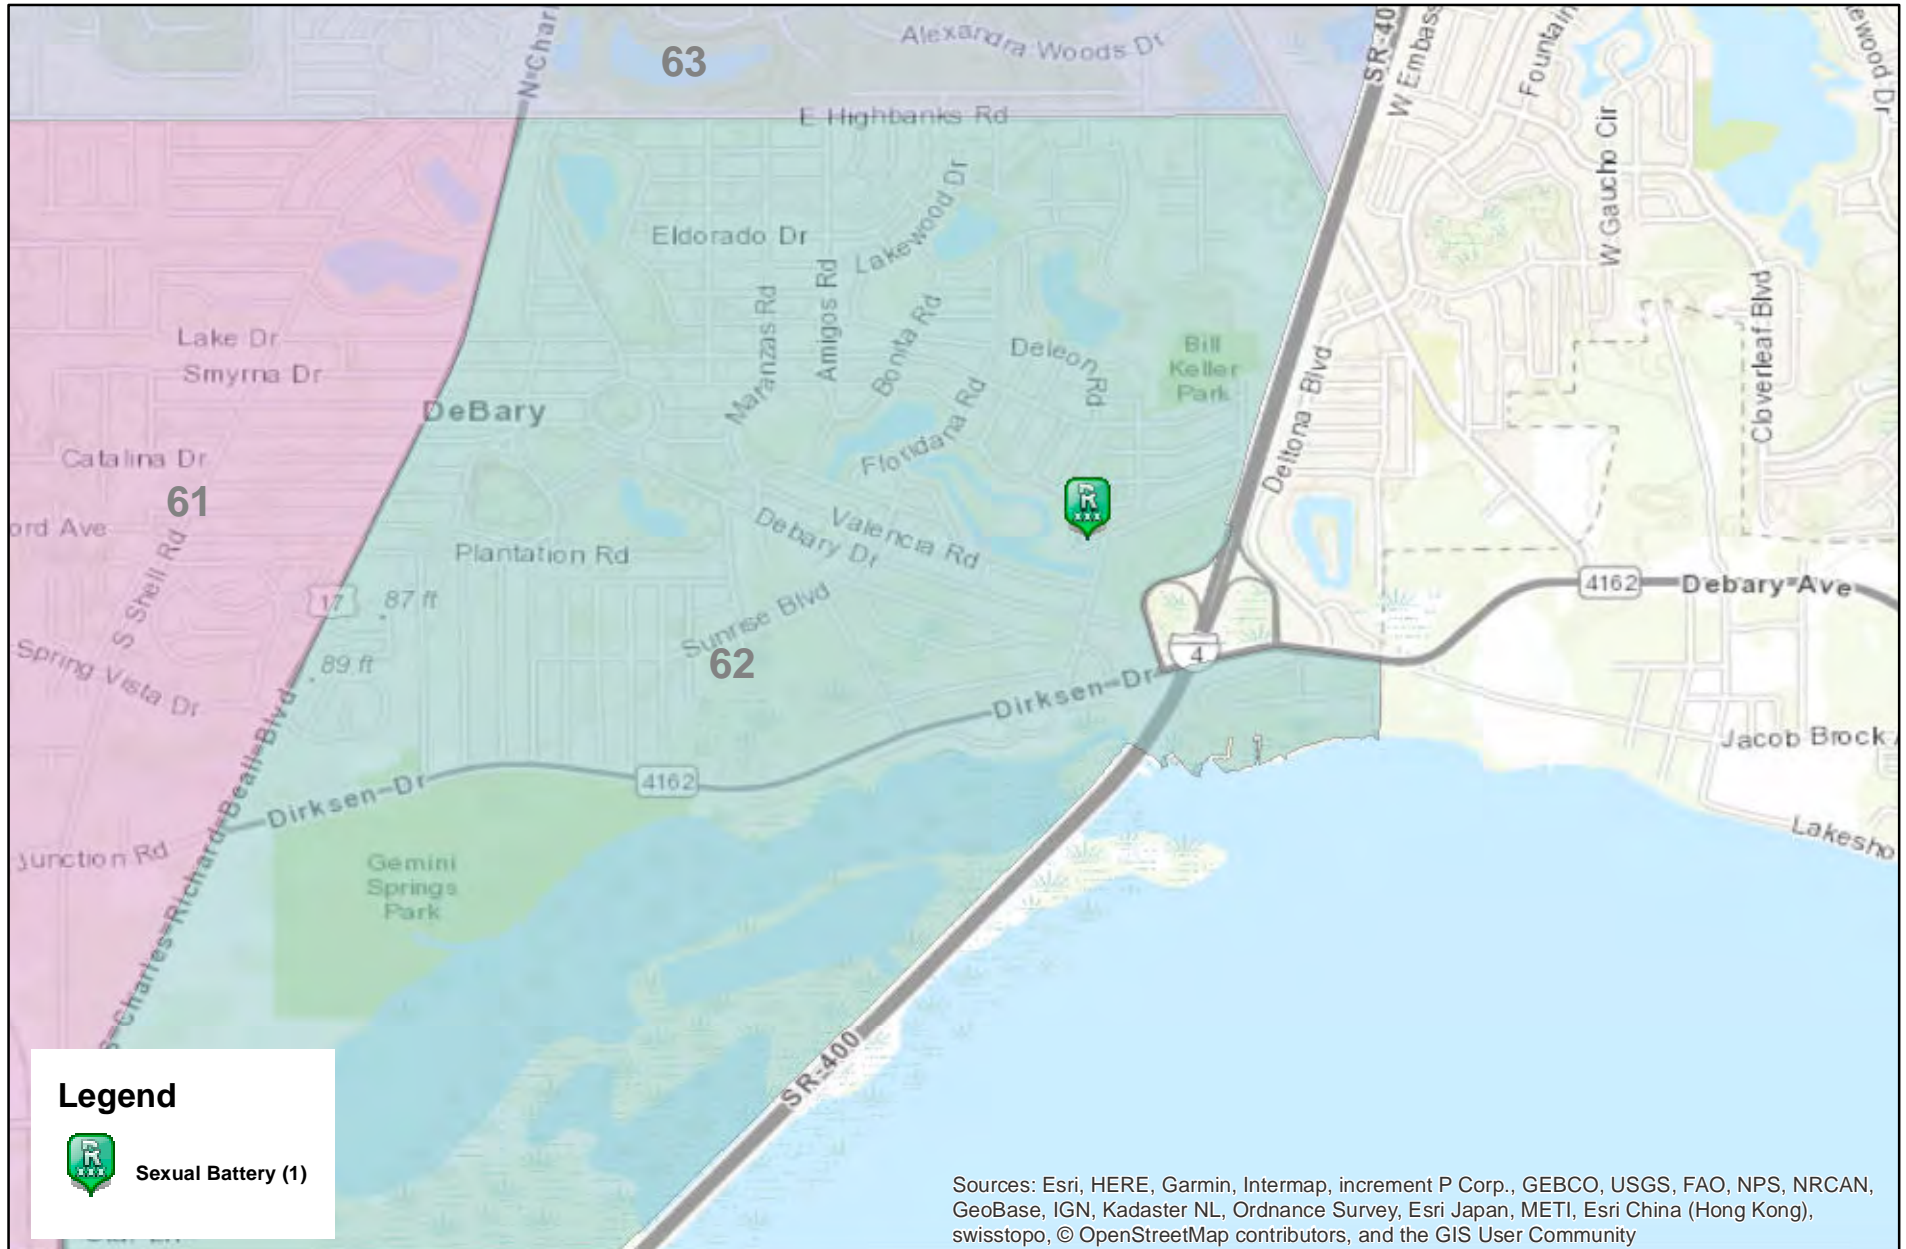 63
Alexandra Woods Dr
N Char
E Highbanks Rd
SR-40
W Embass
Fountain
ewood Dr
W Gaucho Cir
Cloverleaf Blvd
Eldorado Dr
Lakewood Dr
Maranzas Rd
Amigos Rd
Bonita Rd
Floridana Rd
Deleon Rd
Bill
Keller
Park
Lake Dr
Smyrna Dr
DeBary
Catalina Dr
61
ord Ave
S Shell Rd
Spring Vista Dr
17
87 ft
89 ft
Plantation Rd
Debary Dr
Valencia Rd
Sunrise Blvd
62
R
xxx
Deltona Blvd
4162
Debary Ave
4
Dirksen Dr
Jacob Brock
Lakesho
4162
Dirksen Dr
S Charles Richard Beall Blvd
Junction Rd
Gemini
Springs
Park
SR-400
Legend
R
xxx
Sexual Battery (1)
Sources: Esri, HERE, Garmin, Intermap, increment P Corp., GEBCO, USGS, FAO, NPS, NRCAN,
GeoBase, IGN, Kadaster NL, Ordnance Survey, Esri Japan, METI, Esri China (Hong Kong),
swisstopo, © OpenStreetMap contributors, and the GIS User Community